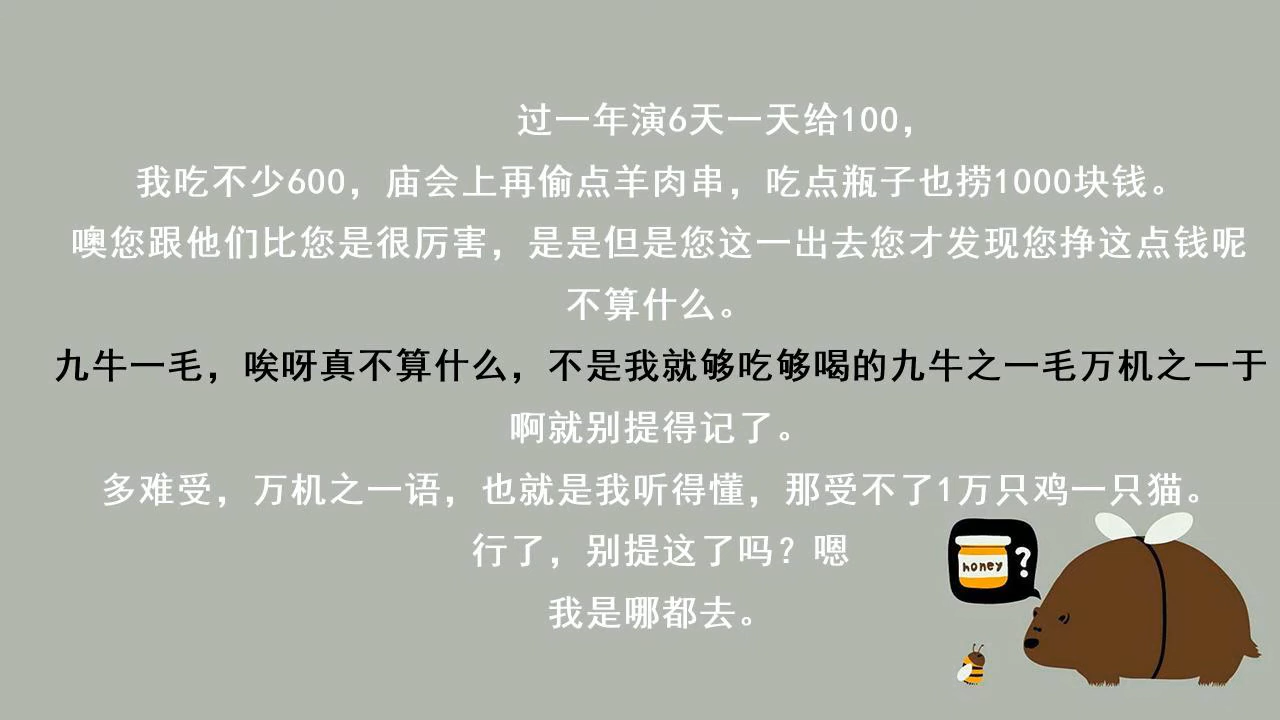 过一年演6天一天给100，
我吃不少600，庙会上再偷点羊肉串，吃点瓶子也捞1000块钱。
噢您跟他们比您是很厉害，是是但是您这一出去您才发现您挣这点钱呢
不算什么。
九牛一毛，唉呀真不算什么，不是我就够吃够喝的九牛之一毛万机之一于
啊就别提得记了。
多难受，万机之一语，也就是我听得懂，那受不了1万只鸡一只猫。
行了，别提这了吗？嗯
我是哪都去。
honey ?